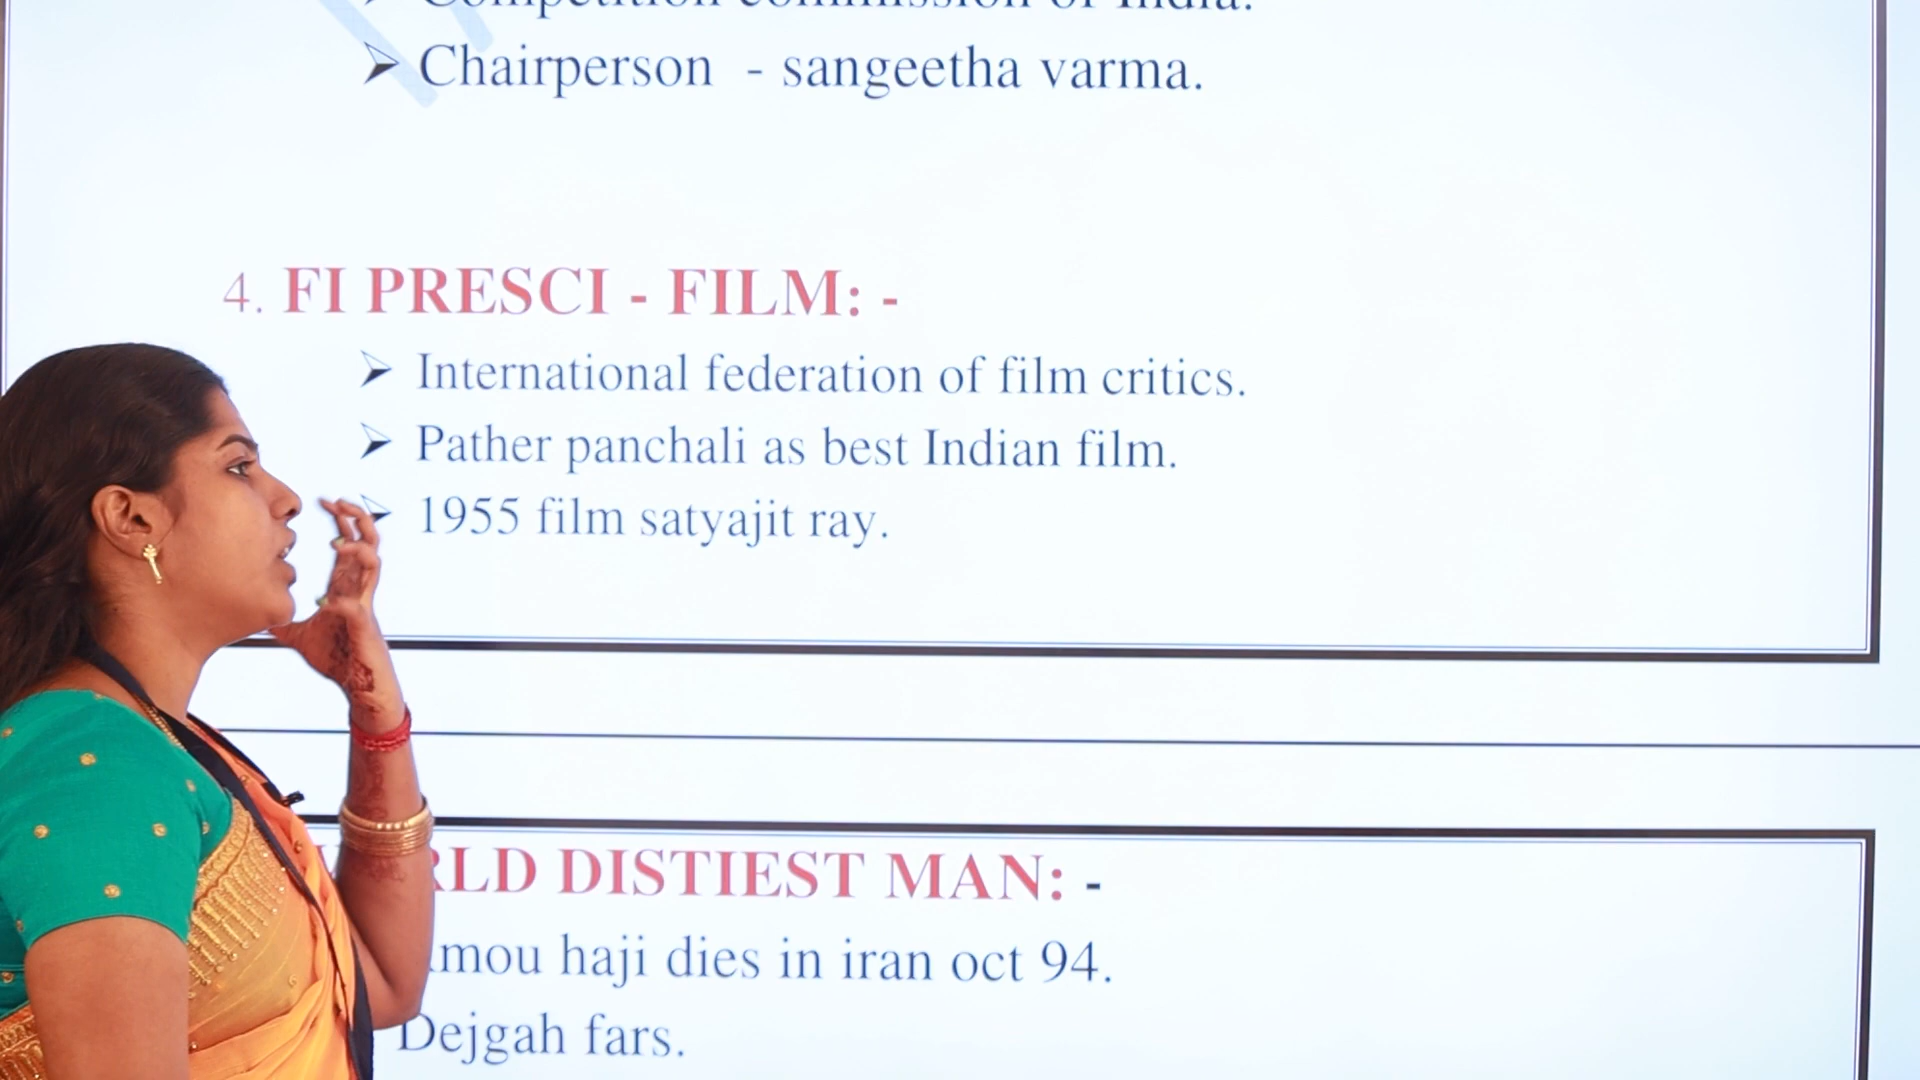 Competition commission of India.
Chairperson - sangeetha varma.
4. FI PRESCI - FILM: -
International federation of film critics.
Pather panchali as best Indian film.
1955 film satyajit ray.
RLD DISTIEST MAN: -
mou haji dies in iran oct 94.
Dejgah fars.